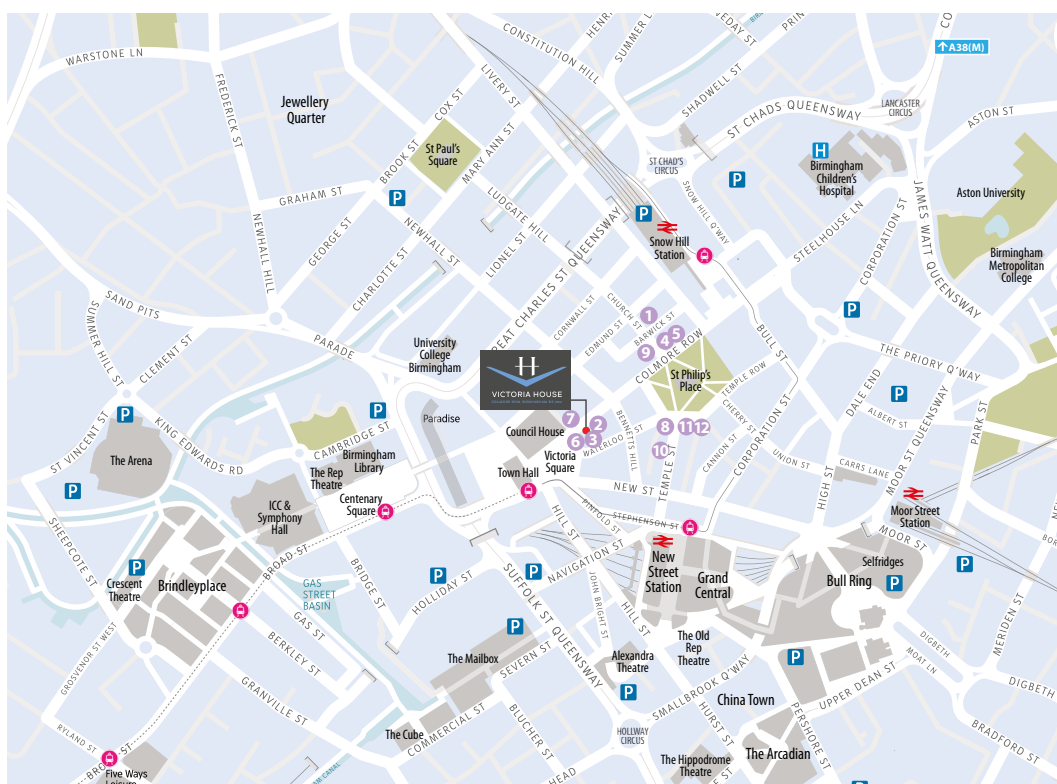 WARSTONE LN
FREDERICK ST
Jewellery
Quarter
COX ST
LIVERY ST
CONSTITUTION HILL
SUMMER L
SHADWELL ST
A38(M)
LANCASTER
CIRCUS
ST CHADS QUEENSWAY
ASTON ST
St Paul's
Square
BROOK ST
MARY ANN ST
ST CHAD'S
CIRCUS
SNOW HILL Q'WAY
P
H
Birmingham
Children's
Hospital
Aston University
GRAHAM ST
P
LUDGATE HILL
P
Snow Hill
Station
STEELHOUSE LN
CORPORATION ST
JAMES WATT QUEENSWAY
NEWHALL HILL
GEORGE ST
NEWHALL ST
CHARLOTTE ST
LIONEL ST
GREAT CHARLES ST QUEENSWAY
Birmingham
Metropolitan
College
SAND PITS
SUMMER HILL ST
CLEMENT ST
PARADE
CORNWALL ST
CHURCH ST
EDMUND ST
BARWICK ST
1
4
5
9
COLMORE ROW
BULL ST
P
THE PRIORY Q'WAY
University
College
Birmingham
St Philip's
Place
TEMPLE ROW
CHERRY ST
DALE END
P
ALBERT ST
PARK ST
H
VICTORIA HOUSE
Paradise
ST VINCENT ST
P
P
KING EDWARDS RD
CAMBRIDGE ST
Council House
7
2
6
3
WATERLOO ST
BENNETTS HILL
8
11
12
10
TEMPLE ST
CANNON ST
CORPORATION ST
UNION ST
CARRS LANE
HIGH ST
MOOR ST QUEENSWAY
The Arena
The Rep
Theatre
Birmingham
Library
Victoria
Square
Town Hall
P
ICC &
Symphony
Hall
Centenary
Square
NEW ST
PINFOLD ST
STEPHENSON ST
Moor Street
Station
MOOR ST
SHEEPCOTE ST
BROAD ST
HILL ST
NAVIGATION ST
New
Street
Station
Grand
Central
Selfridges
Bull Ring
P
P
P
Crescent
Theatre
Brindleyplace
GAS
STREET
BASIN
BRIDGE ST
P
HOLLIDAY ST
P
SUFFOLK ST QUEENSWAY
JOHN BRIGHT ST
HILL ST
GAS ST
P
The Old
Rep
Theatre
MERIDEN ST
GROSVENOR ST WEST
BERKLEY ST
The Mailbox
SEVERN ST
Alexandra
Theatre
P
SMALLBROOK Q'WAY
P
DIGBETH
MOAT LN
UPPER DEAN ST
DIGBETH
GRANVILLE ST
China Town
HURST ST
PERSHORE ST
BRADFORD ST
RYLAND ST
The Cube
COMMERCIAL ST
BLUCHER ST
HOLLWAY
CIRCUS
The Arcadian
The Hippodrome
Theatre
Five Ways